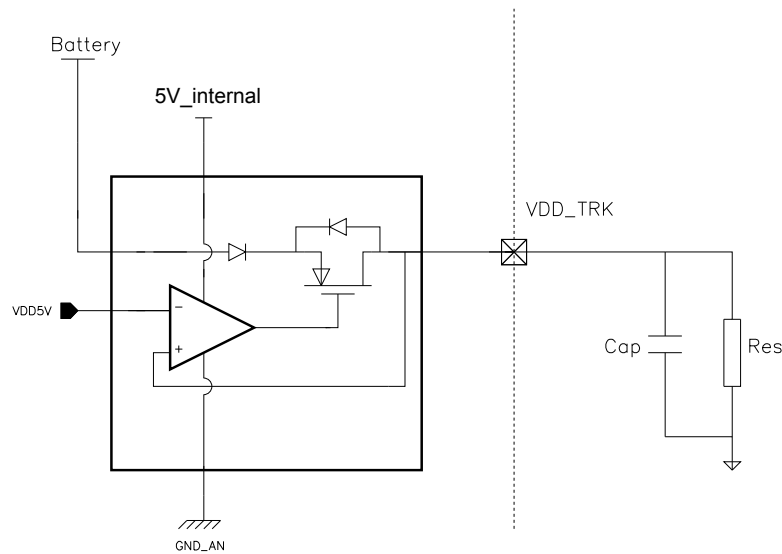 Battery
5V_internal
VDD_TRK
VDD5V
−
+
Cap
Res
GND_AN